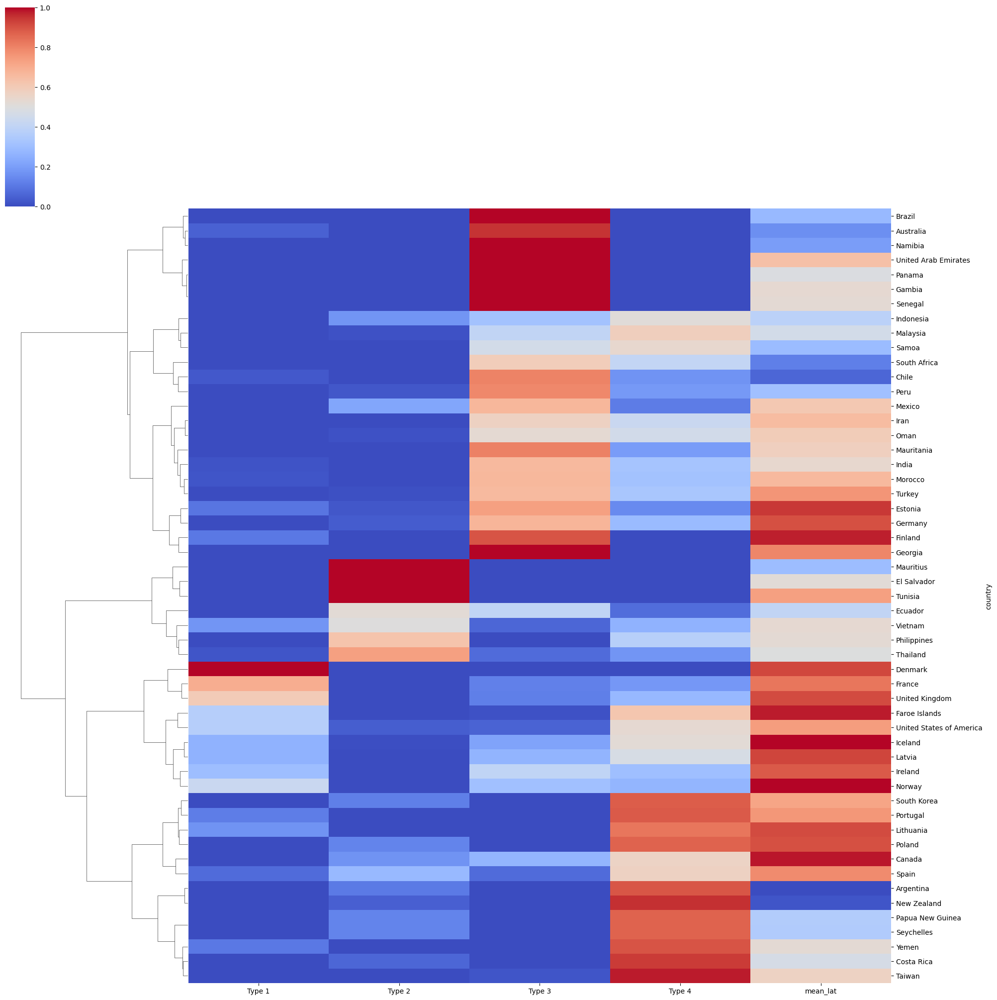 1.0
0.8
0.6
0.4
0.2
0.0
Brazil
Australia
Namibia
United Arab Emirates
Panama
Gambia
Senegal
Indonesia
Malaysia
Samoa
South Africa
Chile
Peru
Mexico
Iran
Oman
Mauritania
India
Morocco
Turkey
Estonia
Germany
Finland
Georgia
Mauritius
El Salvador
Tunisia
Ecuador
Vietnam
Philippines
Thailand
Denmark
France
United Kingdom
Faroe Islands
United States of America
Iceland
Latvia
Ireland
Norway
South Korea
Portugal
Lithuania
Poland
Canada
Spain
Argentina
New Zealand
Papua New Guinea
Seychelles
Yemen
Costa Rica
Taiwan
country
Type 1
Type 2
Type 3
Type 4
mean_lat